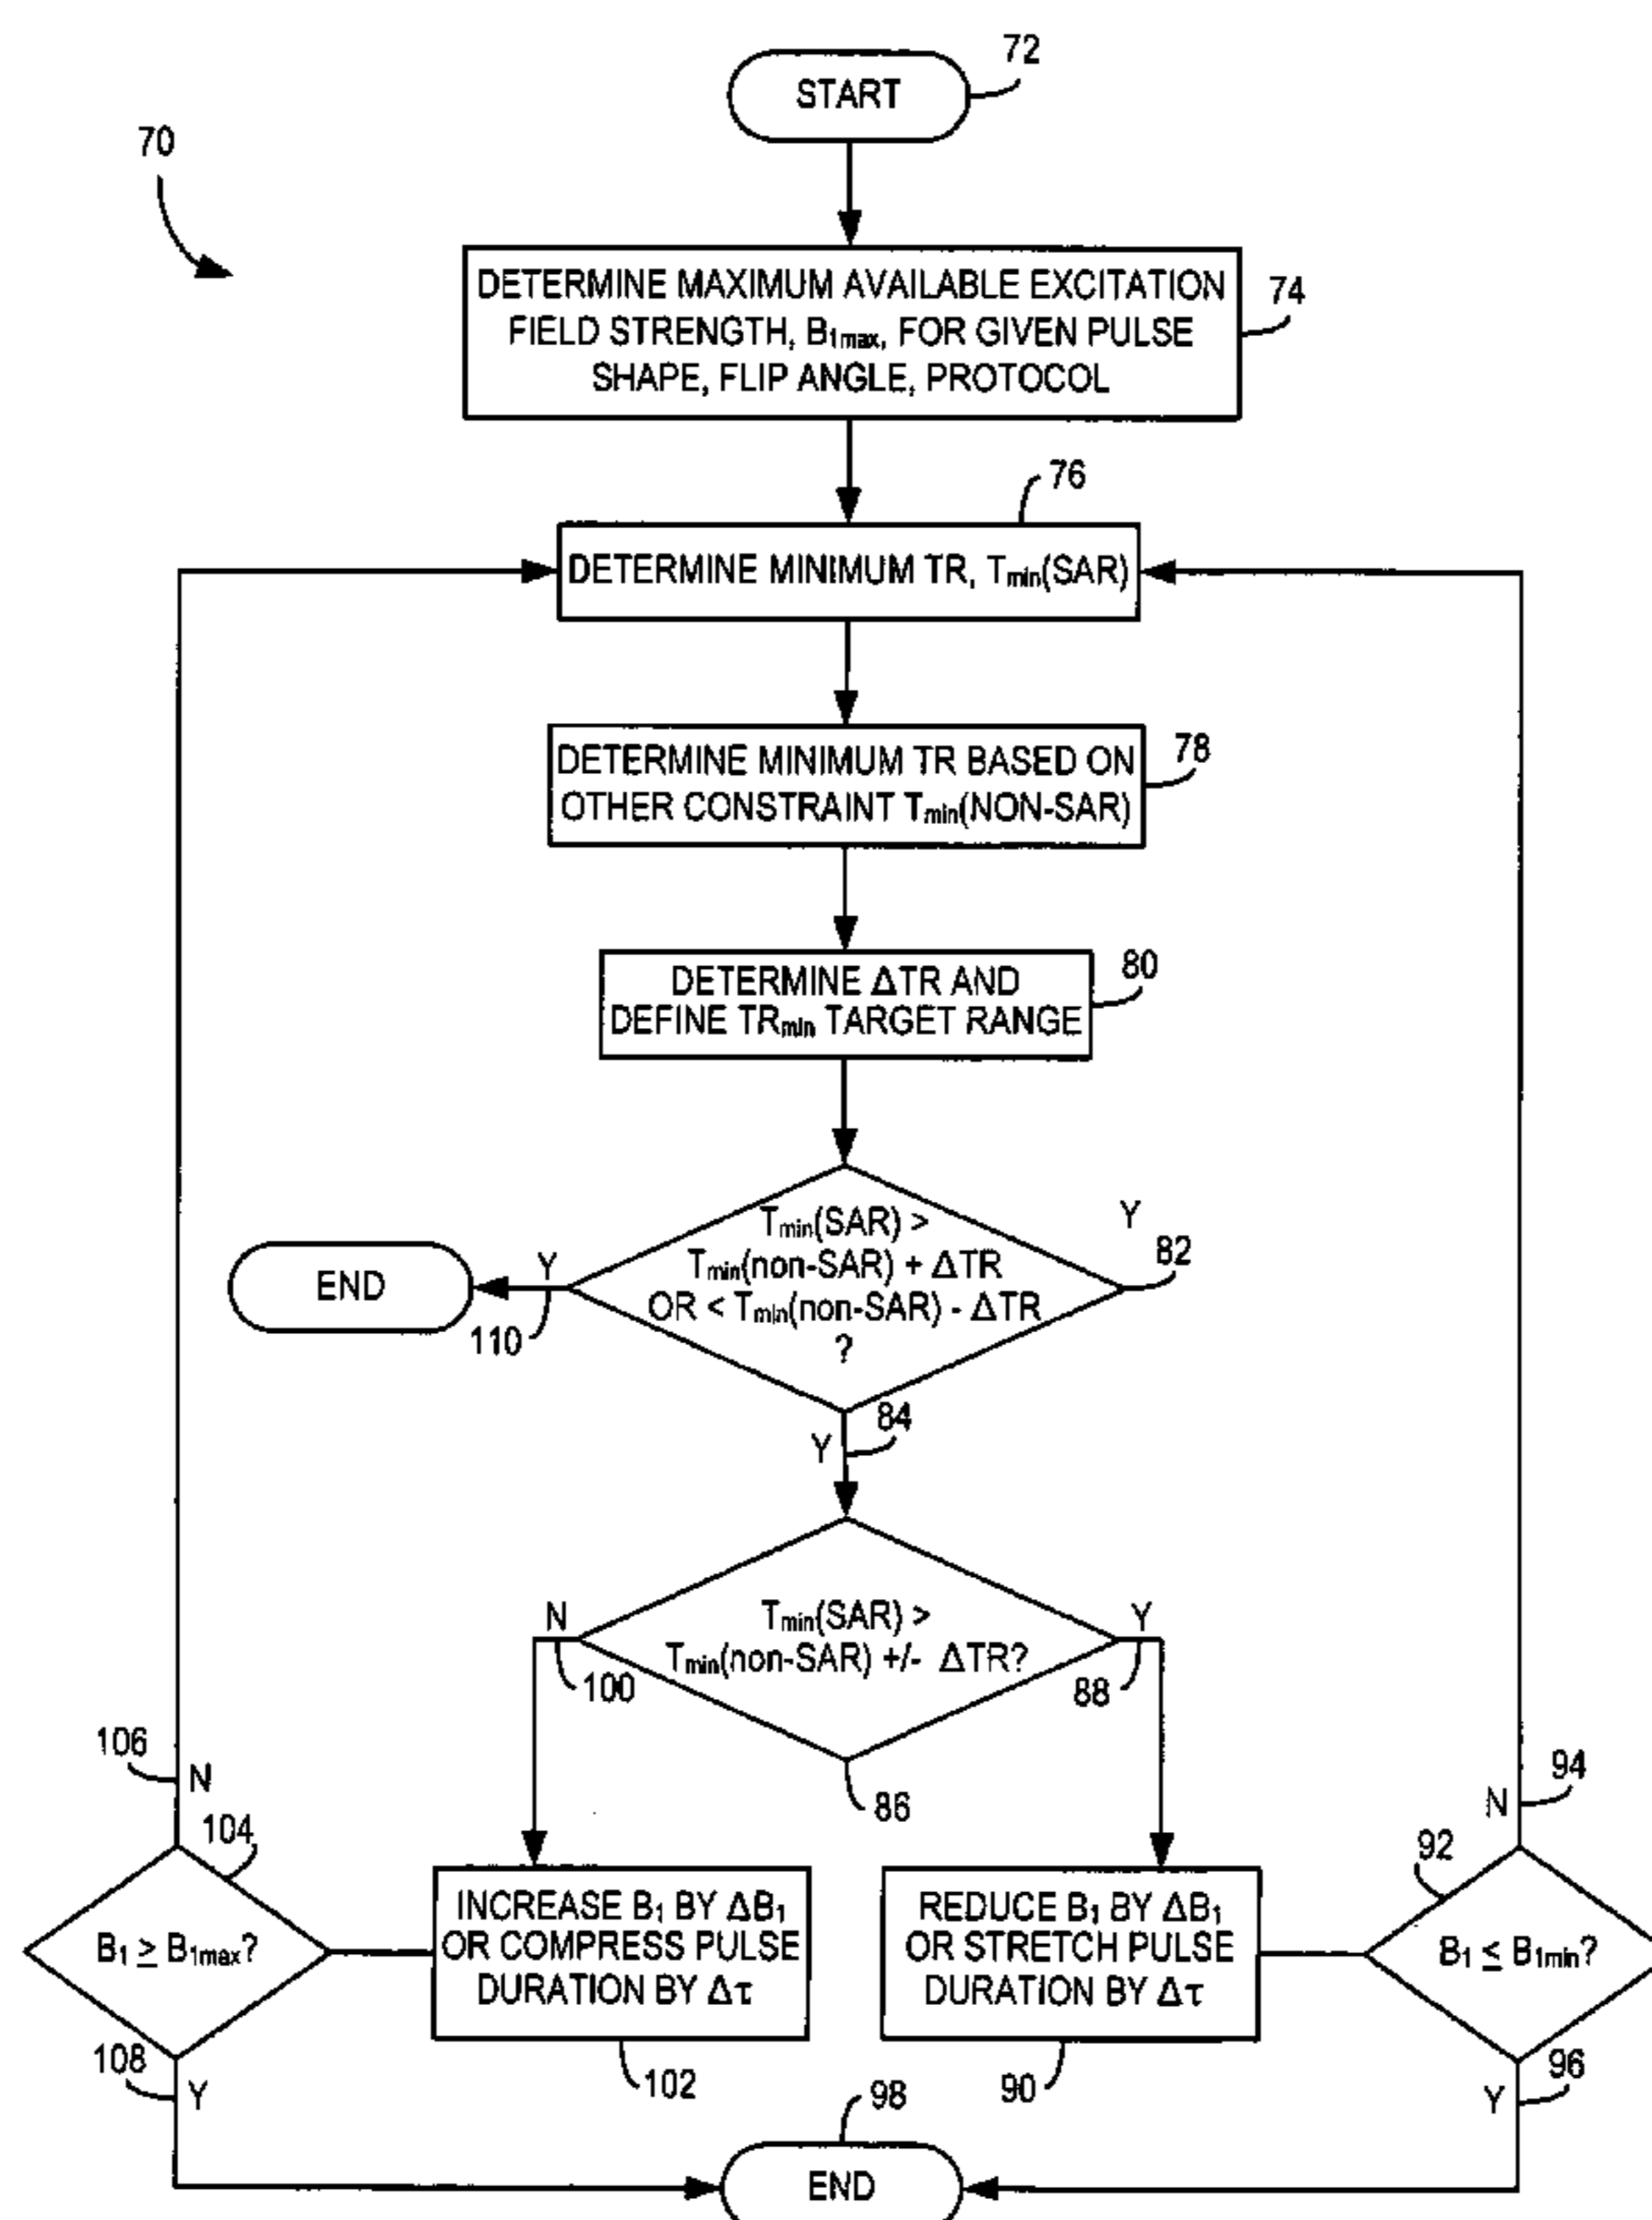 72
START
70
DETERMINE MAXIMUM AVAILABLE EXCITATION
FIELD STRENGTH, B1max, FOR GIVEN PULSE
SHAPE, FLIP ANGLE, PROTOCOL
74
76
DETERMINE MINIMUM TR, Tmin(SAR)
78
DETERMINE MINIMUM TR BASED ON
OTHER CONSTRAINT Tmin(NON-SAR)
80
DETERMINE ΔTR AND
DEFINE TRmin TARGET RANGE
Tmin(SAR) >
Tmin(non-SAR) + ΔTR
OR < Tmin(non-SAR) - ΔTR
?
Y
82
END
Y
110
84
Y
Tmin(SAR) >
Tmin(non-SAR) +/- ΔTR?
N
100
Y
88
86
106
N
104
94
N
92
B1 ≥ B1max?
INCREASE B1 BY ΔB1
OR COMPRESS PULSE
DURATION BY Δτ
REDUCE B1 BY ΔB1
OR STRETCH PULSE
DURATION BY Δτ
B1 ≤ B1min?
108
Y
102
90
96
Y
98
END